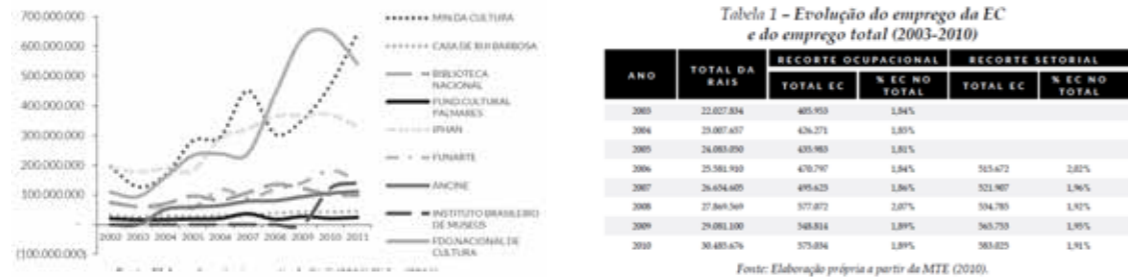 700.000.000
600.000.000
500.000.000
400.000.000
300.000.000
200.000.000
100.000.000
-
(100.000.000)
2002 2003 2004 2005 2006 2007 2008 2009 2010 2011
MIN.DA CULTURA
CASA DE RUI BARBOSA
BIBLIOTECA
NACIONAL
FUND.CULTURAL
PALMARES
IPHAN
FUNARTE
ANCINE
INSTITUTO BRASILEIRO
DE MUSEUS
FDO.NACIONAL DE
CULTURA
Tabela 1 – Evolução do emprego da EC
e do emprego total (2003-2010)
ANO TOTAL DA RAIS RECORTE OCUPACIONAL RECORTE SETORIAL
TOTAL EC % EC NO TOTAL TOTAL EC % EC NO TOTAL
2003 22.027.834 405.953 1,84%
2004 23.007.657 426.271 1,85%
2005 24.083.050 435.983 1,81%
2006 25.581.910 470.797 1,84% 515.672 2,02%
2007 26.654.605 495.625 1,86% 521.907 1,96%
2008 27.869.569 577.072 2,07% 534.785 1,92%
2009 29.081.100 548.814 1,89% 565.753 1,95%
2010 30.483.676 575.034 1,89% 583.025 1,91%
Fonte: Elaboração própria a partir da MTE (2010).